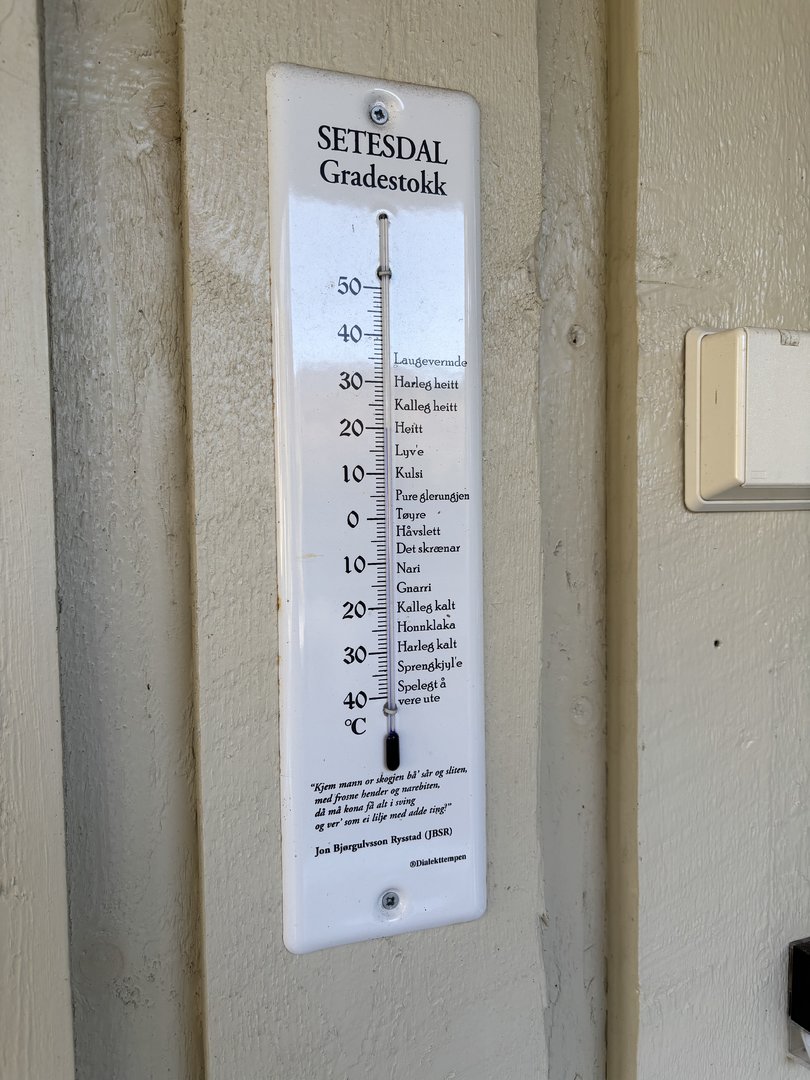 SETESDAL
Gradestokk
50
40
Laugevermde
30 Harleg heitt
Kalleg heitt
20 Heitt
Lyv'e
10 Kulsi
Pure glerungjen
0 Tøyre
Håvslett
Det skrænar
10 Nari
Gnarri
20 Kalleg kalt
Honnklaka
30 Harleg kalt
Sprengkjyl'e
Spelegt å
40 vere ute
°C
"Kjem mann or skogjen bå' sår og sliten,
med frosne hender og narebiten,
då må kona få alt i sving
og ver' som ei lilje med adde ting?"
Jon Bjørgulvsson Rysstad (JBSR)
®Dialekttempen